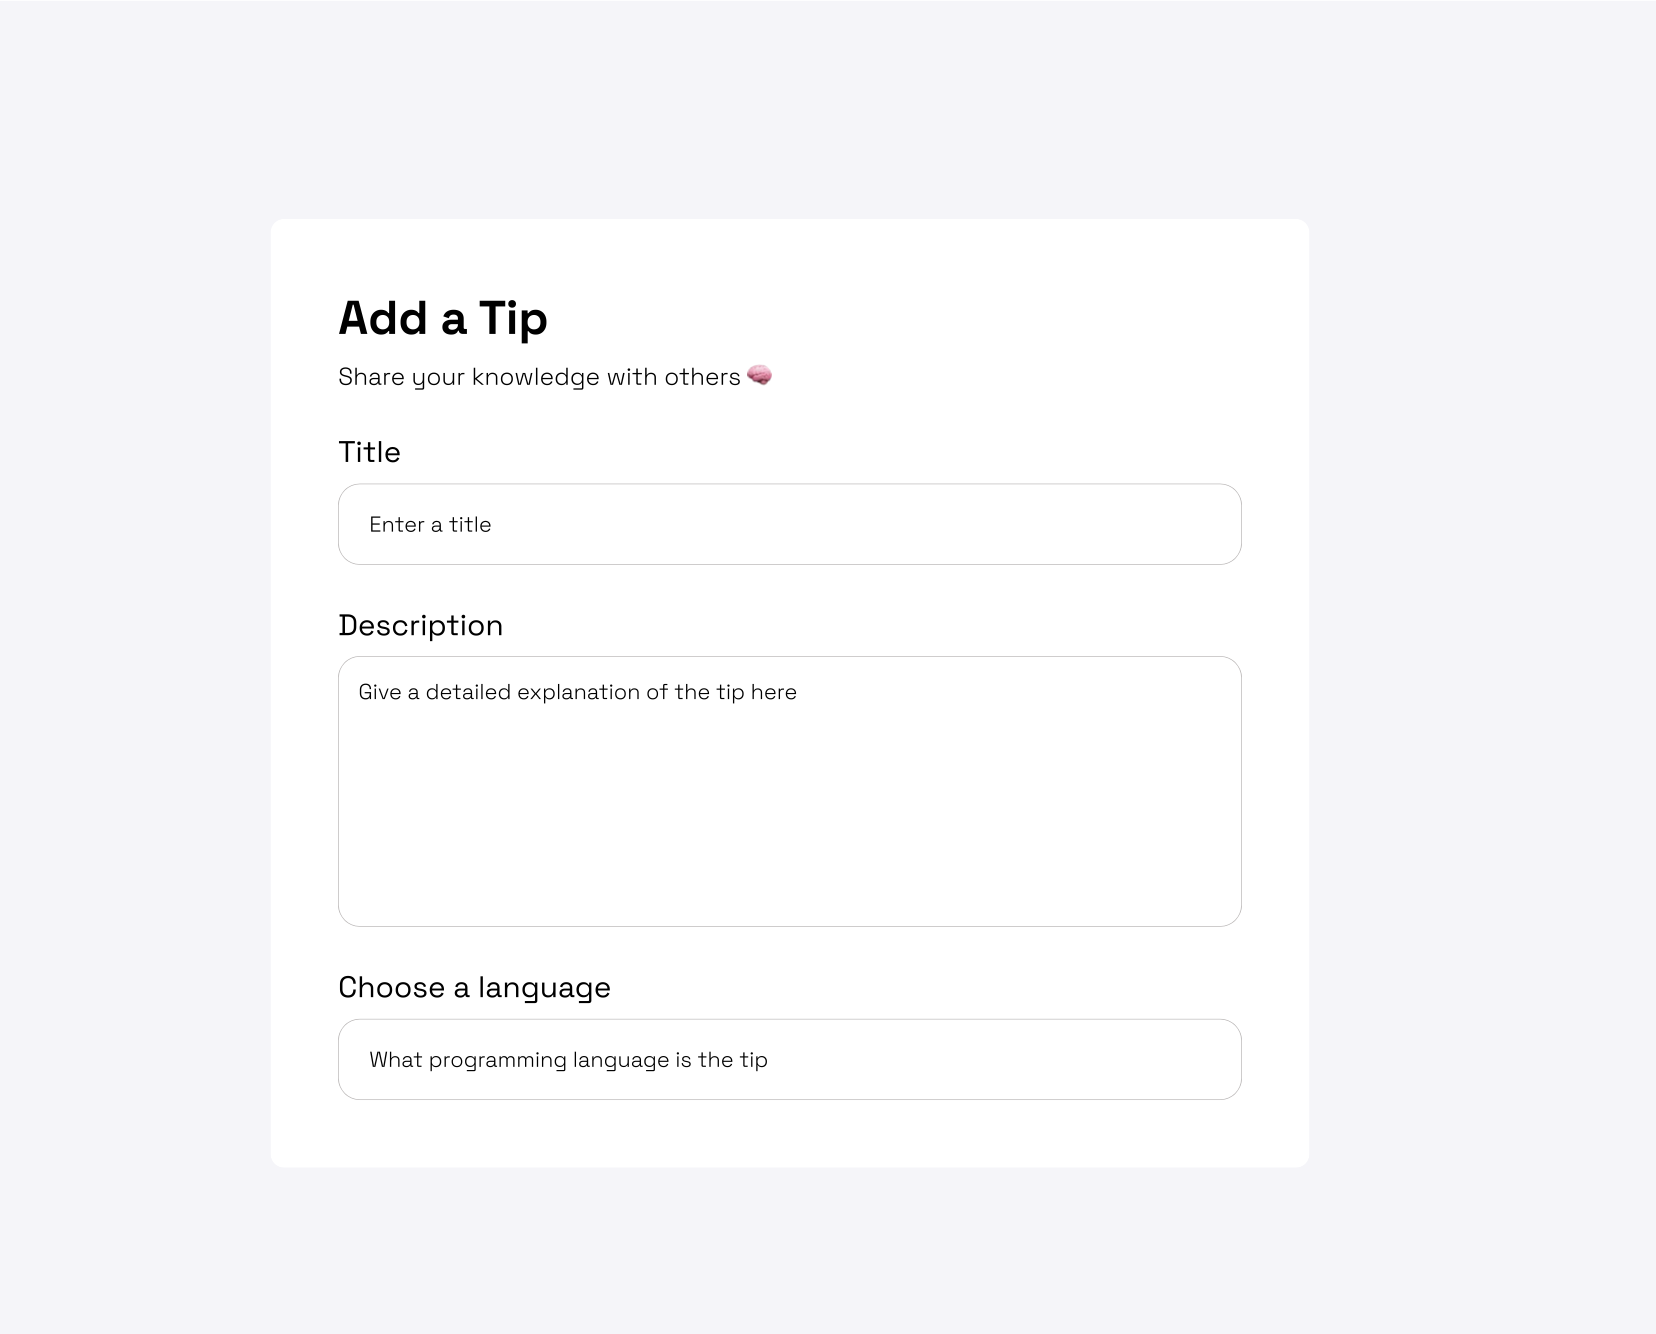 Add a Tip
Share your knowledge with others 🧠
Title
Enter a title
Description
Give a detailed explanation of the tip here
Choose a language
What programming language is the tip